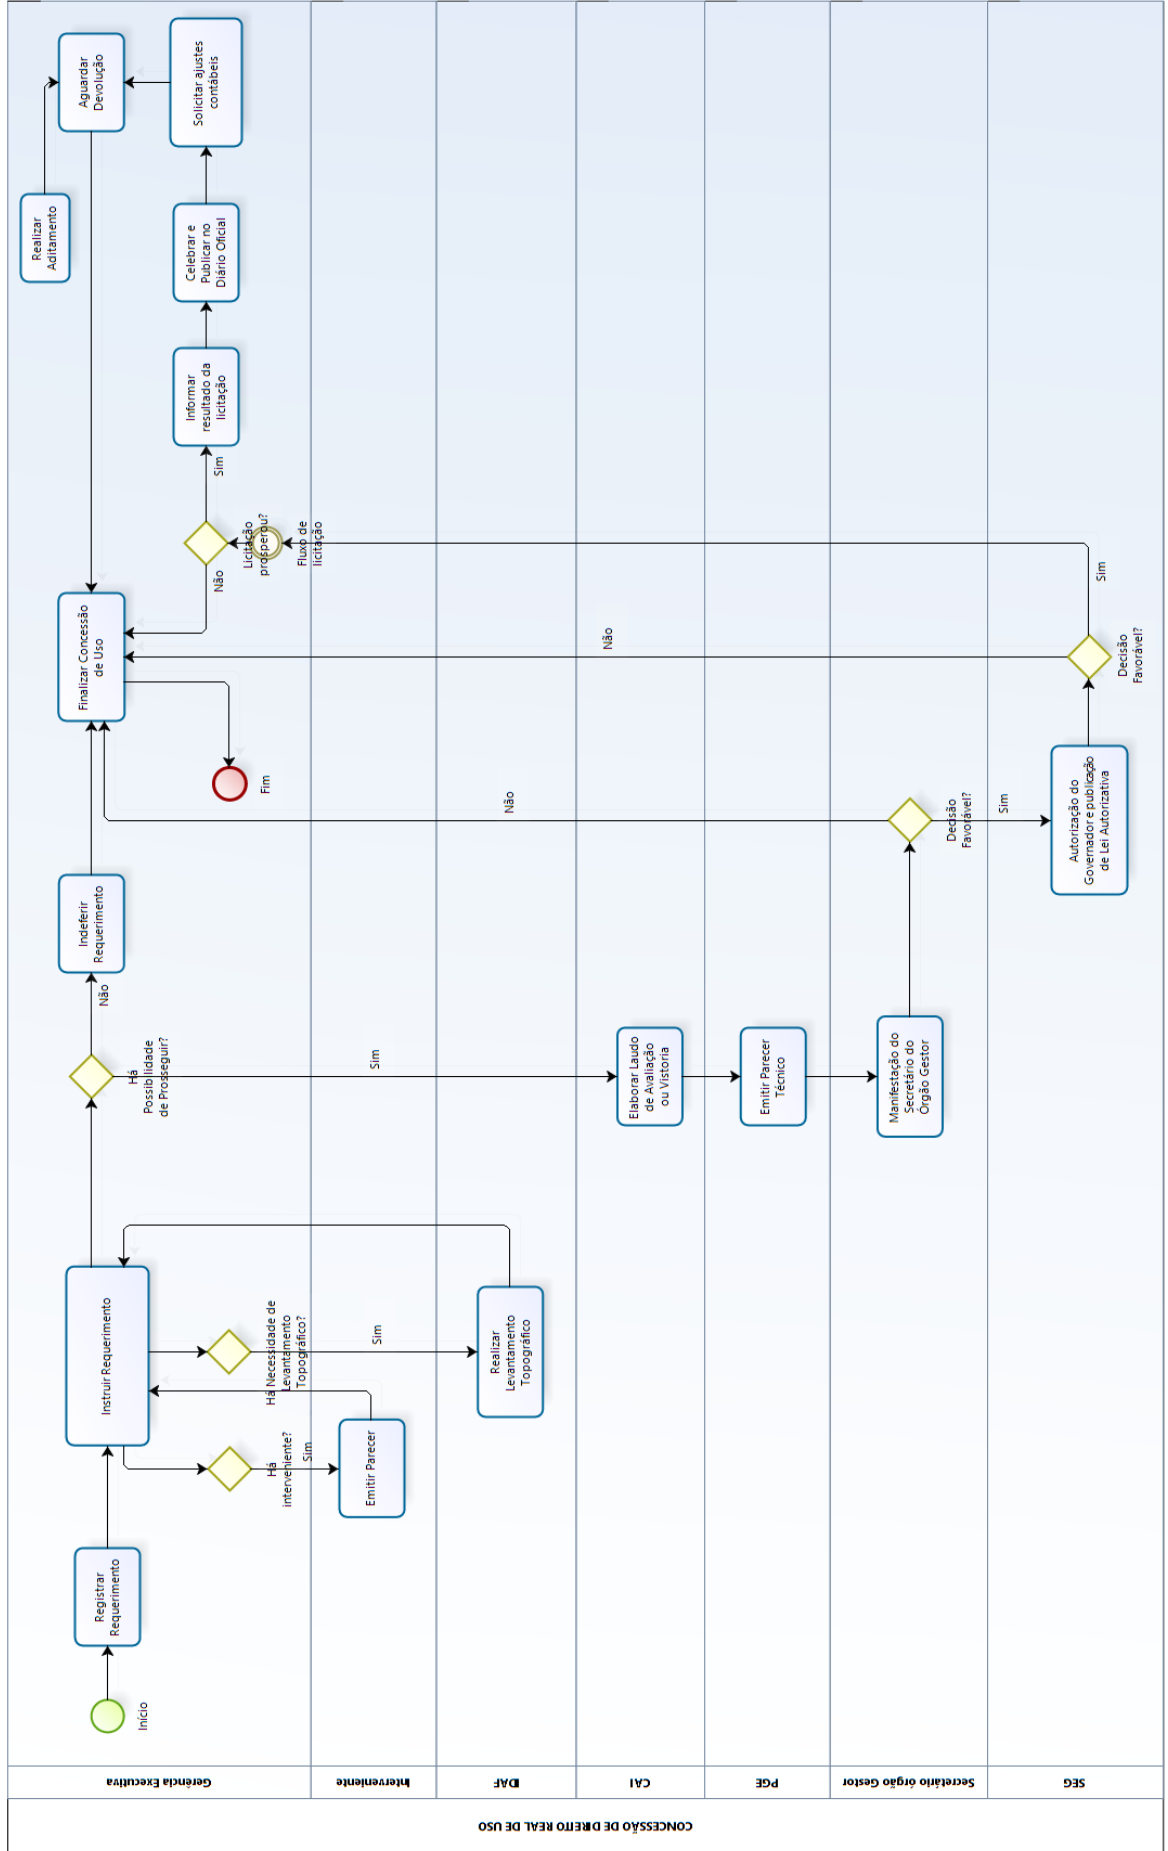 CONCESSÃO DE DIREITO REAL DE USO
Gerência Executiva
Interveniente
IDAF
CAI
PGE
Secretário órgão Gestor
SEG
Início
Registrar
Requerimento
Instruir Requerimento
Há
interveniente?
Sim
Emitir Parecer
Há Necessidade de
Levantamento
Topográfico?
Sim
Realizar
Levantamento
Topográfico
Há
Possibilidade
de Prosseguir?
Não
Indeferir
Requerimento
Sim
Elaborar Laudo
de Avaliação
ou Vistoria
Emitir Parecer
Técnico
Manifestação do
Secretário do
Órgão Gestor
Decisão
Favorável?
Não
Sim
Autorização do
Governador e publicação
de Lei Autorizativa
Decisão
Favorável?
Não
Sim
Fluxo de
licitação
Licitação
prosperou?
Não
Sim
Informar
resultado da
licitação
Celebrar e
Publicar no
Diário Oficial
Solicitar ajustes
contábeis
Aguardar
Devolução
Realizar
Aditamento
Finalizar Concessão
de Uso
Fim